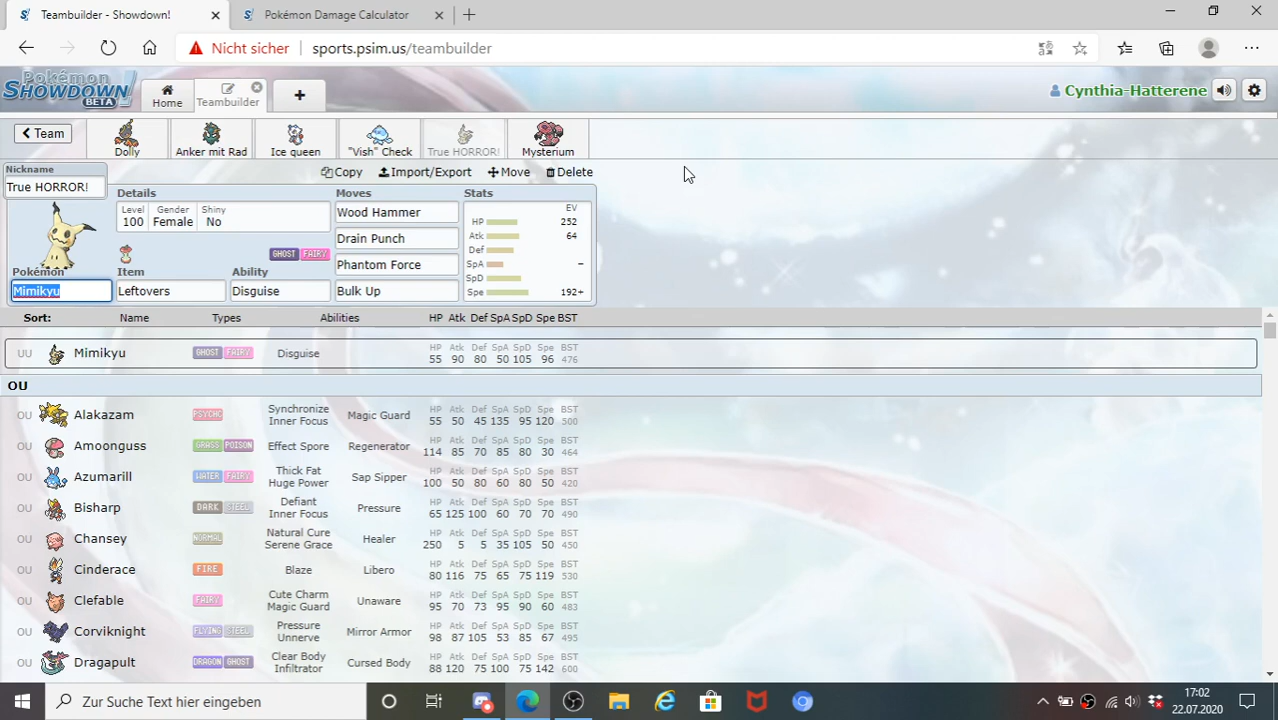 Teambuilder - Showdown!
Pokémon Damage Calculator
Nicht sicher sports.psim.us/teambuilder
Pokémon SHOWDOWN! BETA
Home
Teambuilder
Cynthia-Hatterene
Team
Dolly
Anker mit Rad
Ice queen
"Vish" Check
True HORROR!
Mysterium
Nickname
True HORROR!
Copy Import/Export Move Delete
Details
Level Gender Shiny
100 Female No
GHOST FAIRY
Pokémon Item Ability
Mimikyu Leftovers Disguise
Moves
Wood Hammer
Drain Punch
Phantom Force
Bulk Up
Stats
EV
HP 252
Atk 64
Def
SpA –
SpD
Spe 192+
Sort: Name Types Abilities HP Atk Def SpA SpD Spe BST
UU Mimikyu GHOST FAIRY Disguise HP 55 Atk 90 Def 80 SpA 50 SpD 105 Spe 96 BST 476
OU
OU Alakazam PSYCHC Synchronize Inner Focus Magic Guard HP 55 Atk 50 Def 45 SpA 135 SpD 95 Spe 120 BST 500
OU Amoonguss GRASS POISON Effect Spore Regenerator HP 114 Atk 85 Def 70 SpA 85 SpD 80 Spe 30 BST 464
OU Azumarill WATER FAIRY Thick Fat Huge Power Sap Sipper HP 100 Atk 50 Def 80 SpA 60 SpD 80 Spe 50 BST 420
OU Bisharp DARK STEEL Defiant Inner Focus Pressure HP 65 Atk 125 Def 100 SpA 60 SpD 70 Spe 70 BST 490
OU Chansey NORMAL Natural Cure Serene Grace Healer HP 250 Atk 5 Def 5 SpA 35 SpD 105 Spe 50 BST 450
OU Cinderace FIRE Blaze Libero HP 80 Atk 116 Def 75 SpA 65 SpD 75 Spe 119 BST 530
OU Clefable FAIRY Cute Charm Magic Guard Unaware HP 95 Atk 70 Def 73 SpA 95 SpD 90 Spe 60 BST 483
OU Corviknight FLYING STEEL Pressure Unnerve Mirror Armor HP 98 Atk 87 Def 105 SpA 53 SpD 85 Spe 67 BST 495
OU Dragapult DRAGON GHOST Clear Body Infiltrator Cursed Body HP 88 Atk 120 Def 75 SpA 100 SpD 75 Spe 142 BST 600
Zur Suche Text hier eingeben
17:02
22.07.2020